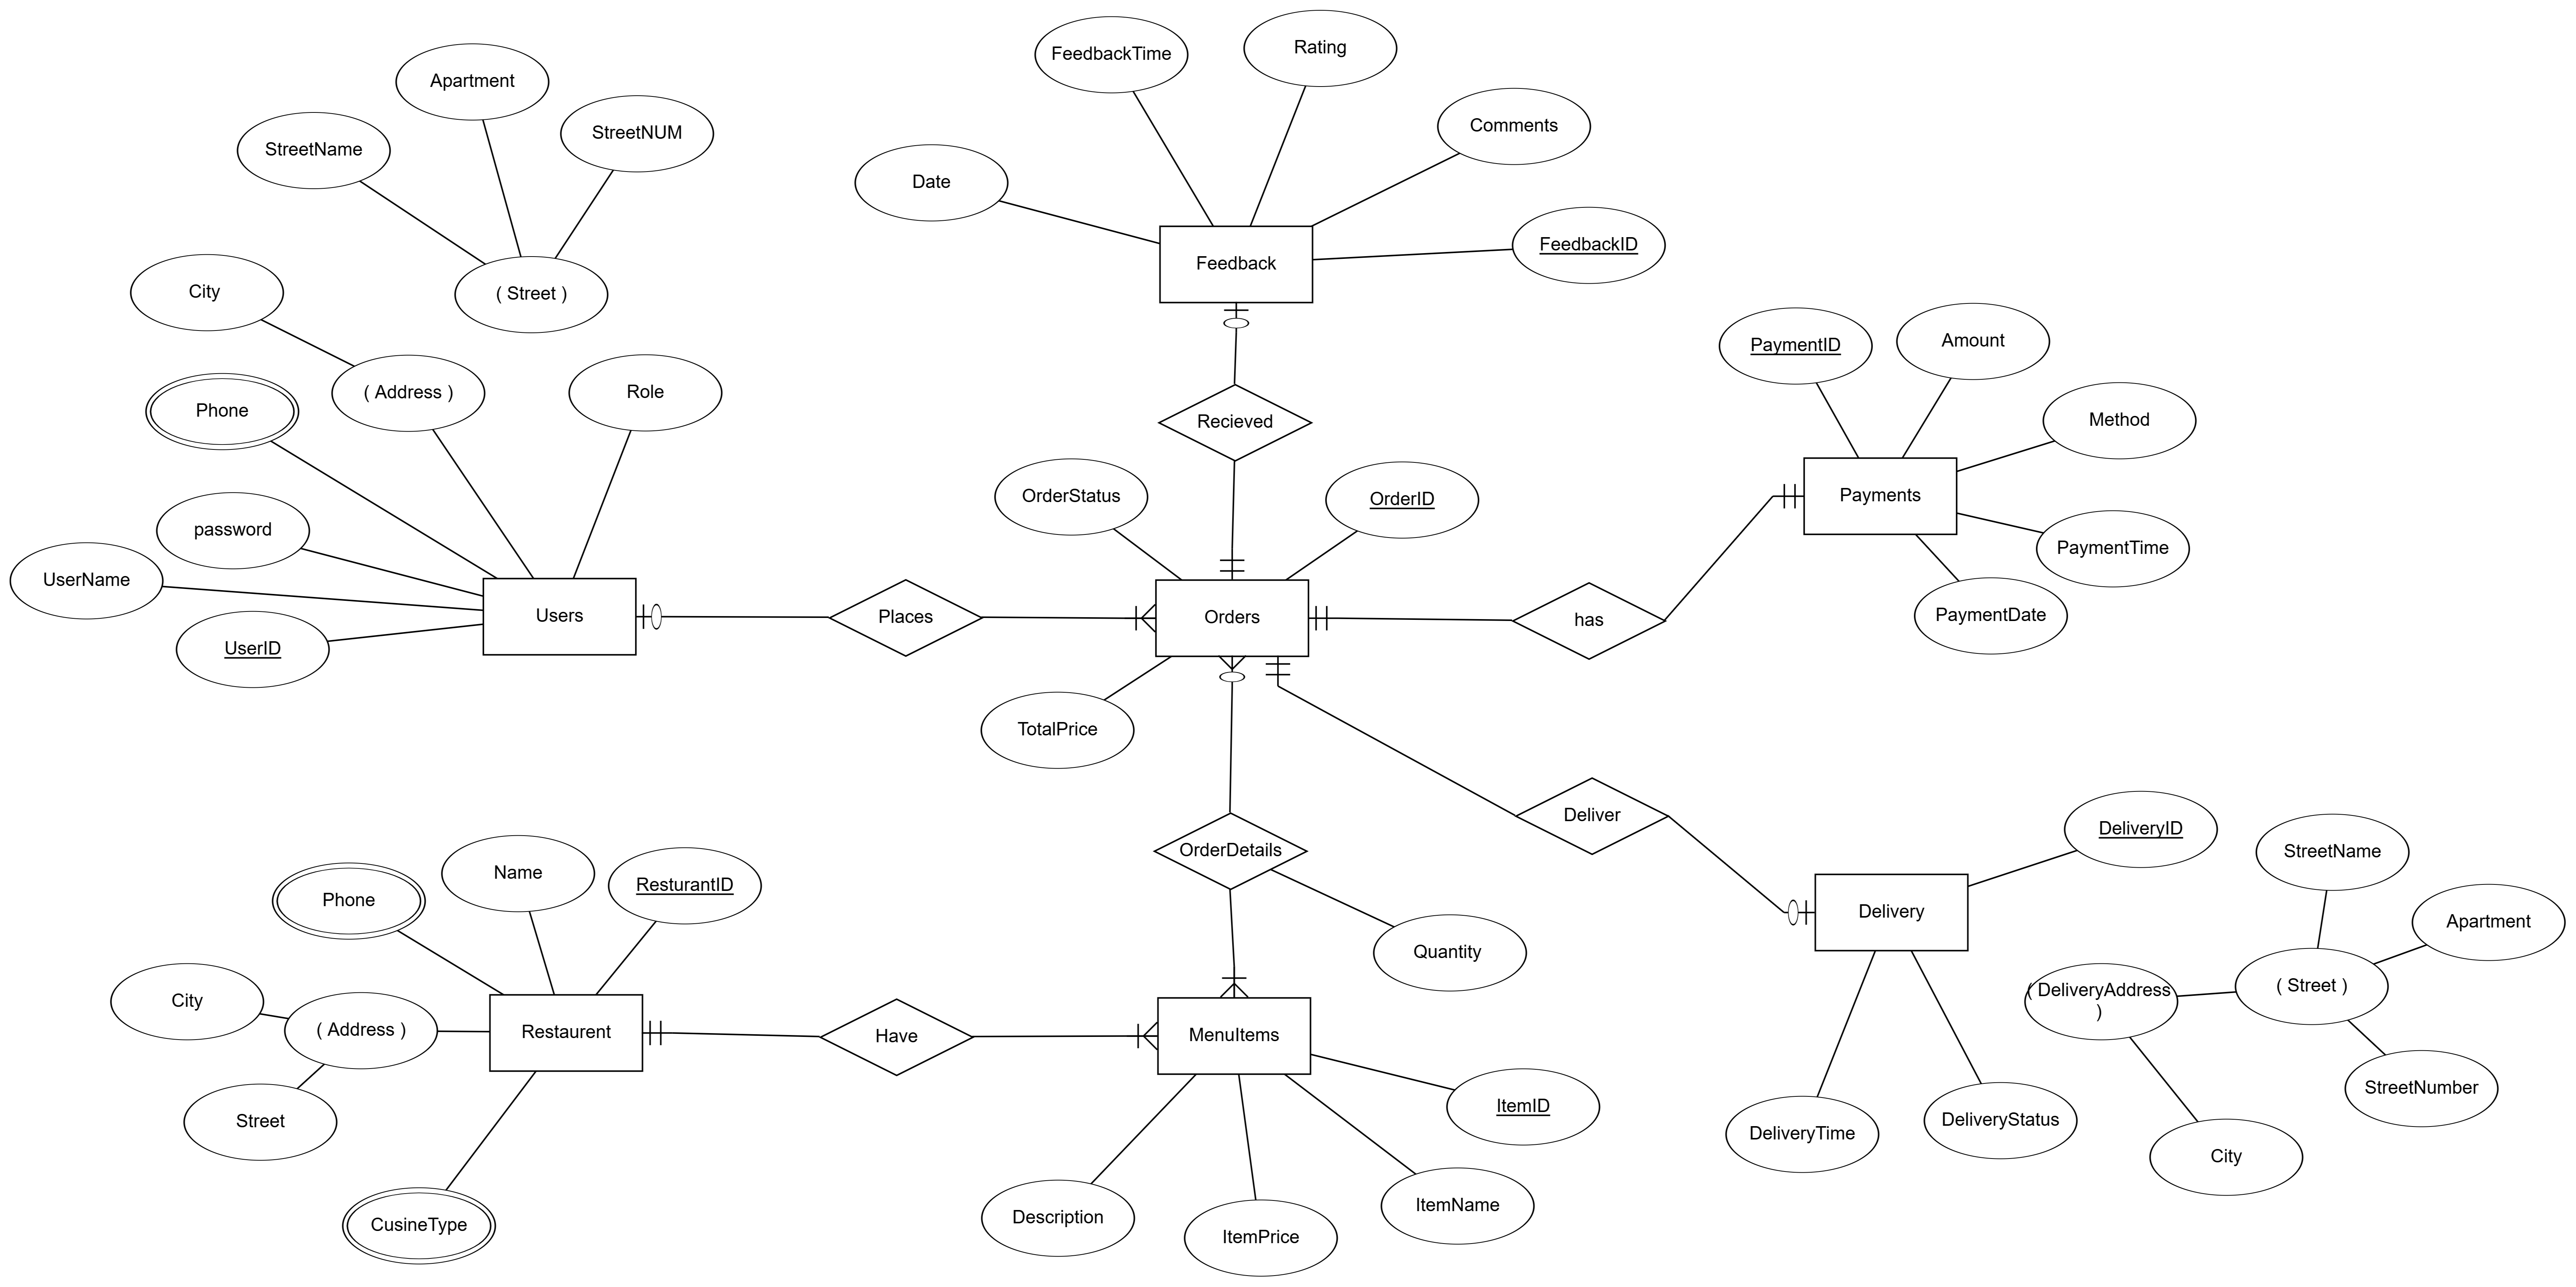 FeedbackTime
Rating
Apartment
StreetName
StreetNUM
Comments
Date
FeedbackID
Feedback
City
( Street )
PaymentID
Amount
Phone
( Address )
Role
Recieved
Method
OrderStatus
OrderID
Payments
password
UserName
PaymentTime
Users
Places
Orders
has
PaymentDate
UserID
TotalPrice
Deliver
DeliveryID
OrderDetails
StreetName
Phone
Name
ResturantID
Delivery
Apartment
Quantity
City
( DeliveryAddress
)
( Street )
( Address )
Restaurent
Have
MenuItems
StreetNumber
Street
ItemID
DeliveryTime
DeliveryStatus
City
CusineType
Description
ItemPrice
ItemName